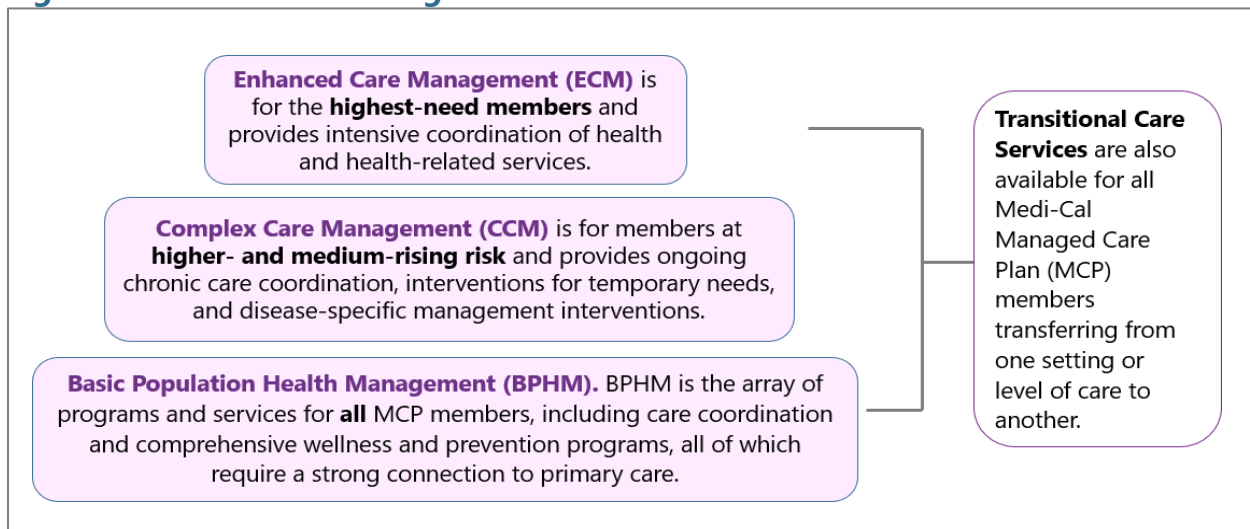 Enhanced Care Management (ECM) is
for the highest-need members and
provides intensive coordination of health
and health-related services.
Complex Care Management (CCM) is for members at
higher- and medium-rising risk and provides ongoing
chronic care coordination, interventions for temporary needs,
and disease-specific management interventions.
Basic Population Health Management (BPHM). BPHM is the array of
programs and services for all MCP members, including care coordination
and comprehensive wellness and prevention programs, all of which
require a strong connection to primary care.
Transitional Care
Services are also
available for all
Medi-Cal
Managed Care
Plan (MCP)
members
transferring from
one setting or
level of care to
another.